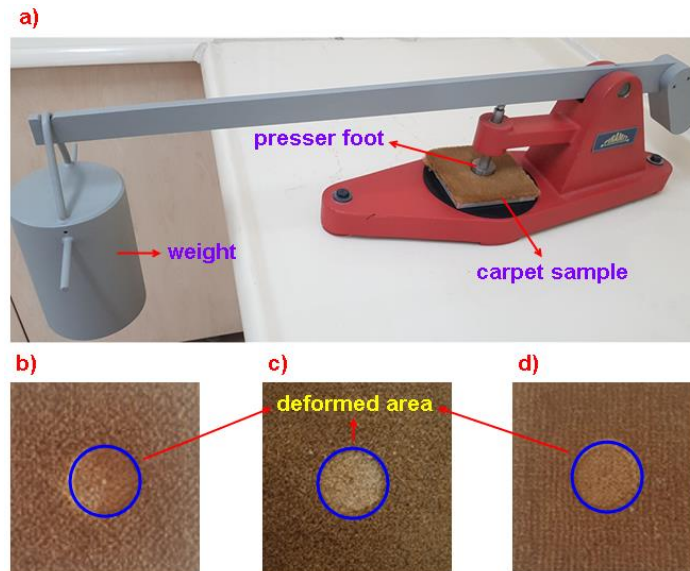 a)
presser foot
weight
carpet sample
b)
c)
d)
deformed area